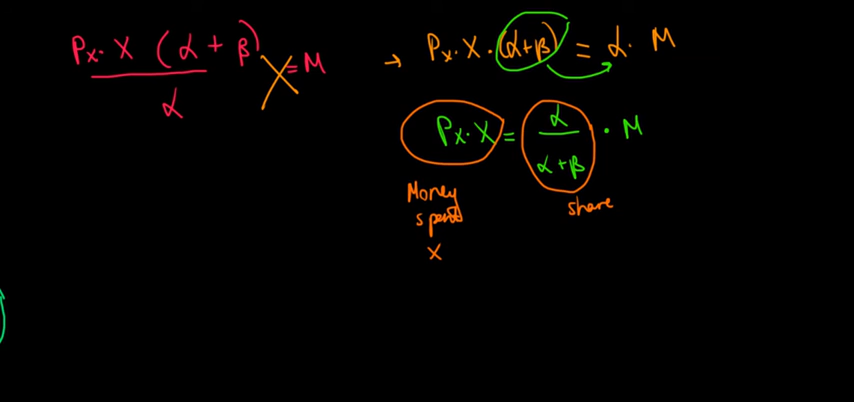 Px · X (α + β) = M
α
→ Px · X · (α+β) = α · M
Px · X = α/(α+β) · M
Money
spent
X
share